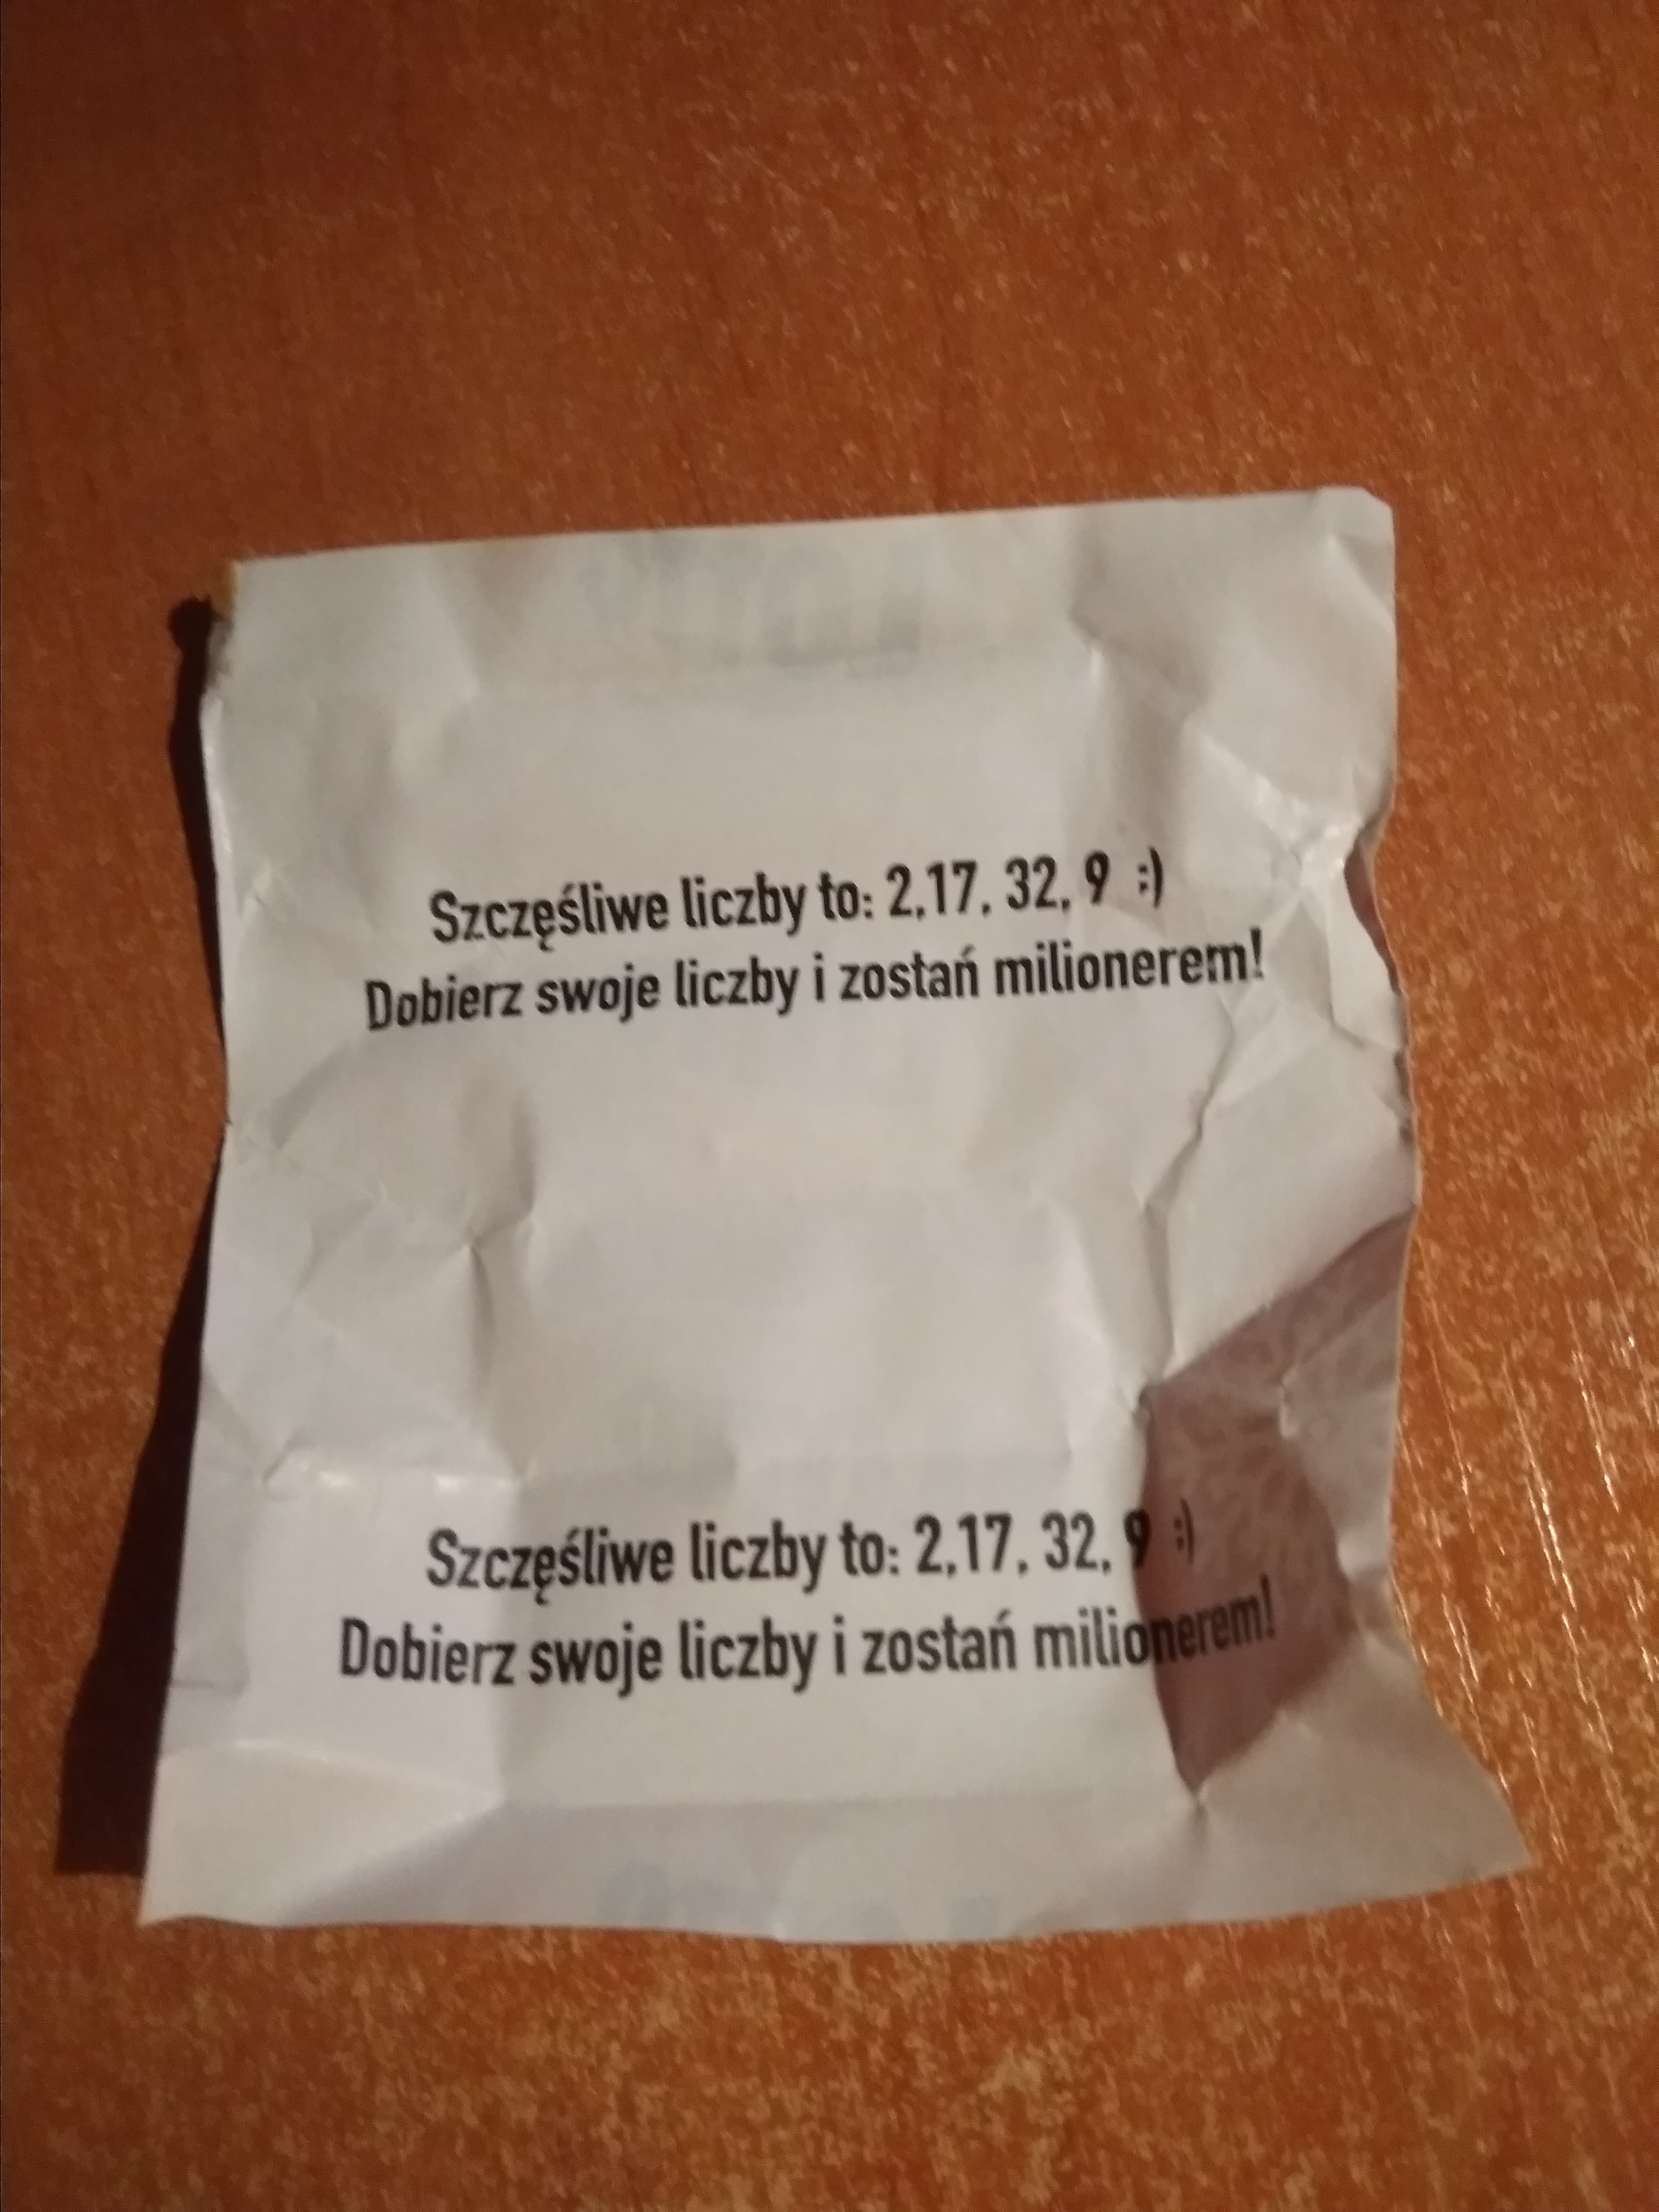 Szczęśliwe liczby to: 2,17, 32, 9 :)
Dobierz swoje liczby i zostań milionerem!
Szczęśliwe liczby to: 2,17, 32, 9 :)
Dobierz swoje liczby i zostań milionerem!